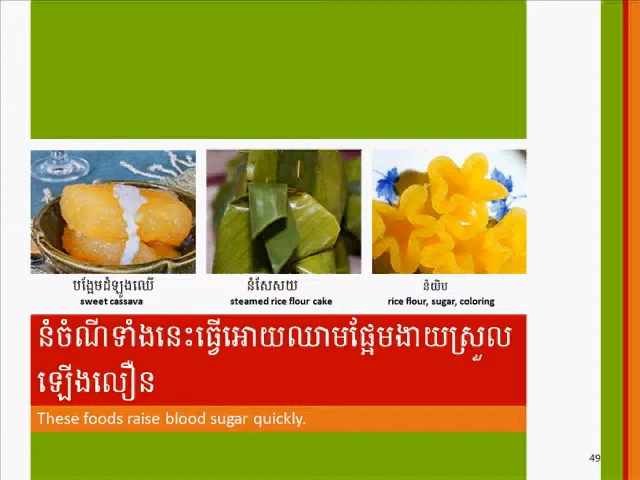 បង្អែមដំឡូងឈើ
sweet cassava
នំសែសយ
steamed rice flour cake
នំយិប
rice flour, sugar, coloring
នំចំណីទាំងនេះធ្វើអោយឈាមផ្អែមងាយស្រួល
ឡើងលឿន
These foods raise blood sugar quickly.
49